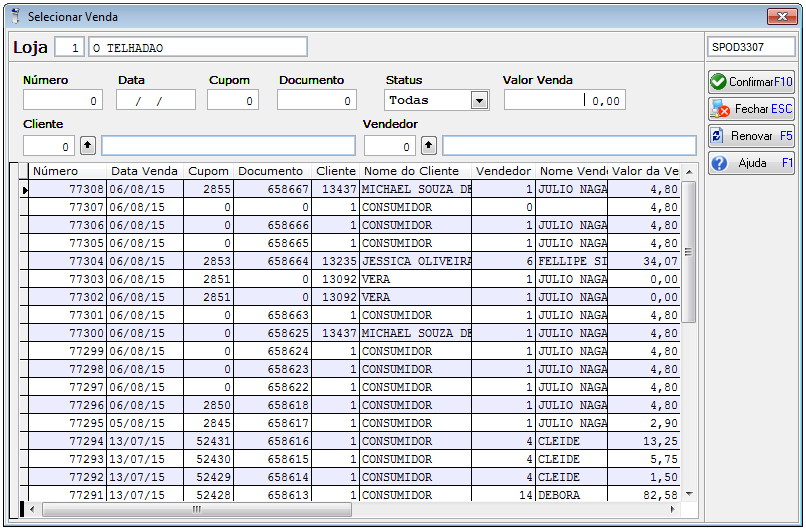 Selecionar Venda
Loja 1 O TELHADAO SPOD3307
Número Data Cupom Documento Status Valor Venda
0 / / 0 0 Todas 0,00
Cliente Vendedor
0 0
Confirmar F10
Fechar ESC
Renovar F5
Ajuda F1
Número Data Venda Cupom Documento Cliente Nome do Cliente Vendedor Nome Vend Valor da Ve
77308 06/08/15 2855 658667 13437 MICHAEL SOUZA DE 1 JULIO NAGA 4,80
77307 06/08/15 0 0 1 CONSUMIDOR 0 4,80
77306 06/08/15 0 658666 1 CONSUMIDOR 1 JULIO NAGA 4,80
77305 06/08/15 0 658665 1 CONSUMIDOR 1 JULIO NAGA 4,80
77304 06/08/15 2853 658664 13235 JESSICA OLIVEIRA 6 FELLIPE SI 34,07
77303 06/08/15 2851 0 13092 VERA 1 JULIO NAGA 0,00
77302 06/08/15 2851 0 13092 VERA 1 JULIO NAGA 0,00
77301 06/08/15 0 658663 1 CONSUMIDOR 1 JULIO NAGA 4,80
77300 06/08/15 0 658625 13437 MICHAEL SOUZA DE 1 JULIO NAGA 4,80
77299 06/08/15 0 658624 1 CONSUMIDOR 1 JULIO NAGA 4,80
77298 06/08/15 0 658623 1 CONSUMIDOR 1 JULIO NAGA 4,80
77297 06/08/15 0 658622 1 CONSUMIDOR 1 JULIO NAGA 4,80
77296 06/08/15 2850 658618 1 CONSUMIDOR 1 JULIO NAGA 4,80
77295 05/08/15 2845 658617 1 CONSUMIDOR 1 JULIO NAGA 2,90
77294 13/07/15 52431 658616 1 CONSUMIDOR 4 CLEIDE 13,25
77293 13/07/15 52430 658615 1 CONSUMIDOR 4 CLEIDE 5,75
77292 13/07/15 52429 658614 1 CONSUMIDOR 4 CLEIDE 1,50
77291 13/07/15 52428 658613 1 CONSUMIDOR 14 DEBORA 82,58